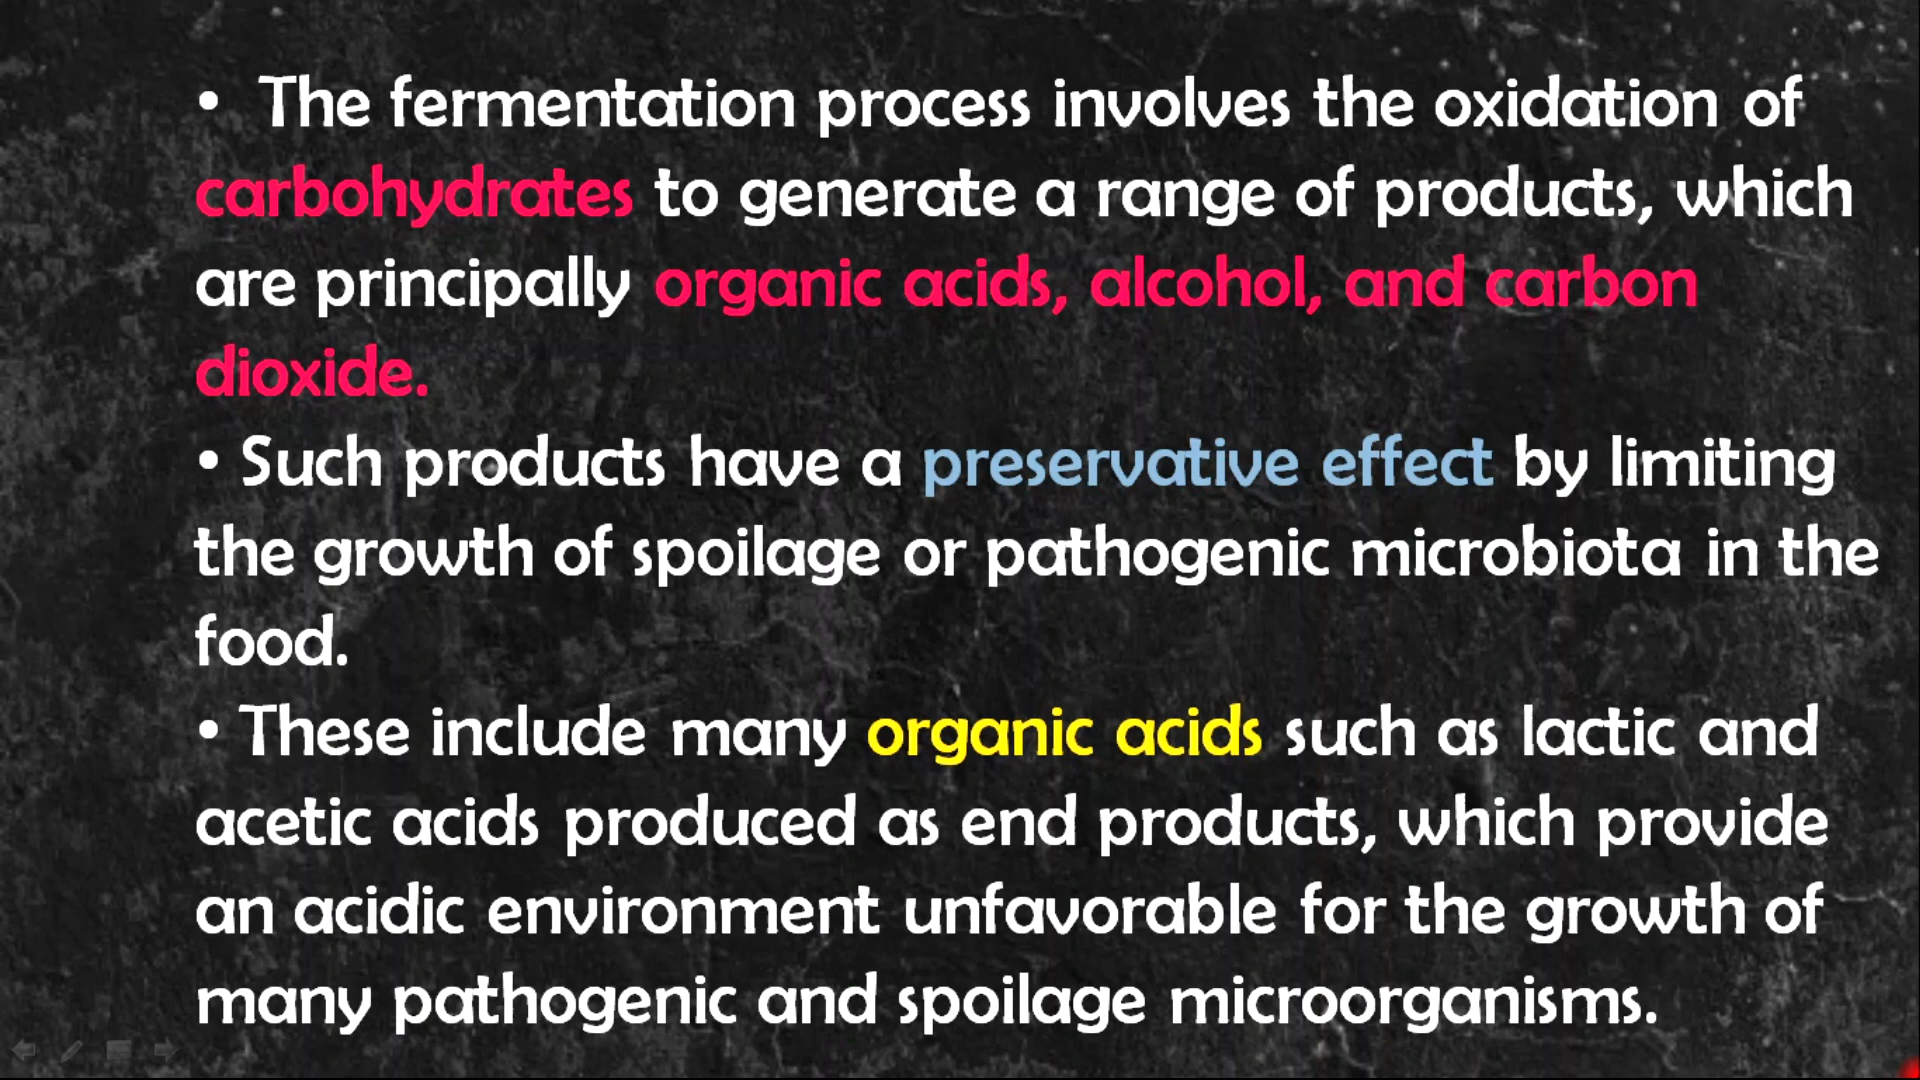 • The fermentation process involves the oxidation of
carbohydrates to generate a range of products, which
are principally organic acids, alcohol, and carbon
dioxide.
• Such products have a preservative effect by limiting
the growth of spoilage or pathogenic microbiota in the
food.
• These include many organic acids such as lactic and
acetic acids produced as end products, which provide
an acidic environment unfavorable for the growth of
many pathogenic and spoilage microorganisms.